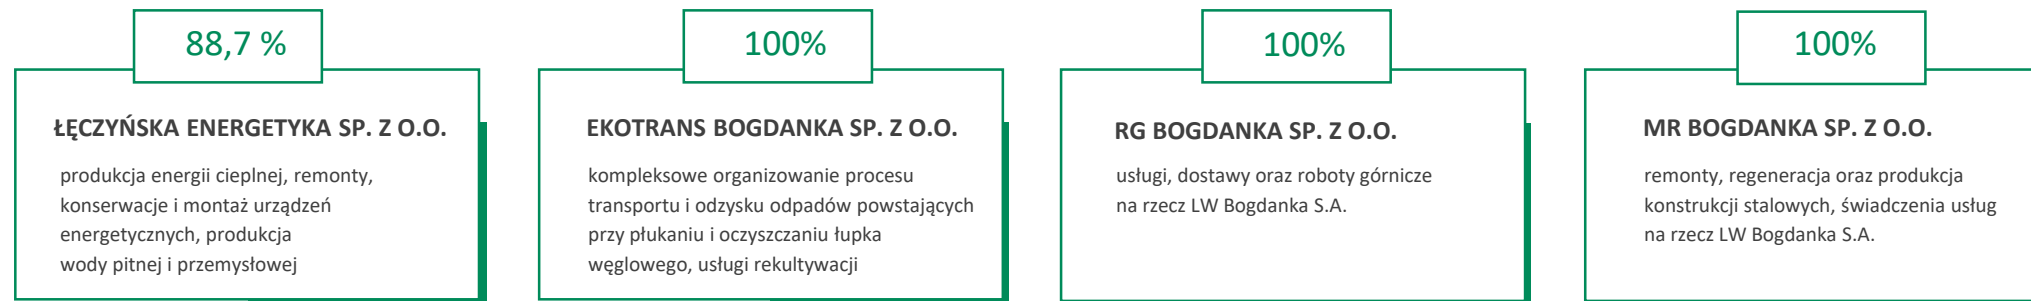 88,7 %
ŁĘCZYŃSKA ENERGETYKA SP. Z O.O.
produkcja energii cieplnej, remonty,
konserwacje i montaż urządzeń
energetycznych, produkcja
wody pitnej i przemysłowej
100%
EKOTRANS BOGDANKA SP. Z O.O.
kompleksowe organizowanie procesu
transportu i odzysku odpadów powstających
przy płukaniu i oczyszczaniu łupka
węglowego, usługi rekultywacji
100%
RG BOGDANKA SP. Z O.O.
usługi, dostawy oraz roboty górnicze
na rzecz LW Bogdanka S.A.
100%
MR BOGDANKA SP. Z O.O.
remonty, regeneracja oraz produkcja
konstrukcji stalowych, świadczenia usług
na rzecz LW Bogdanka S.A.